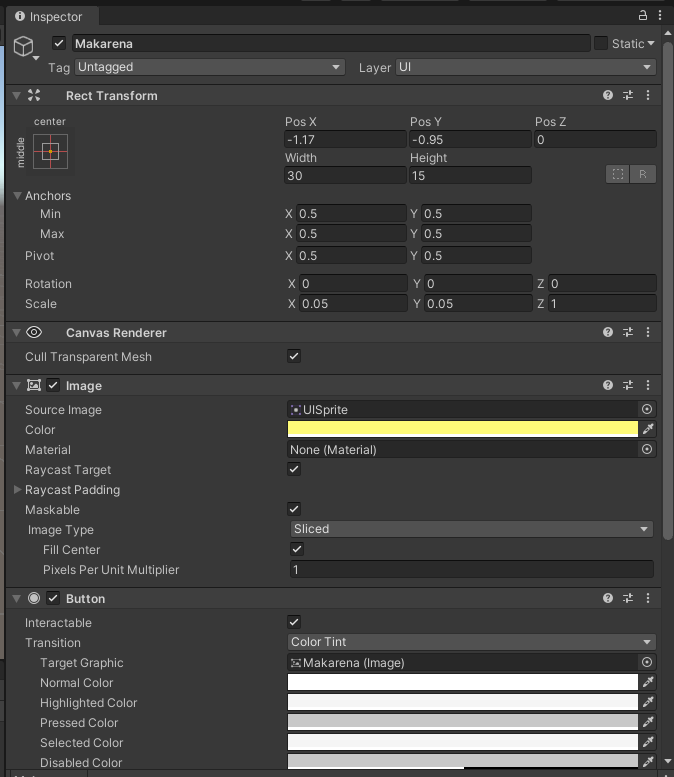 Inspector
Makarena
Static
Tag Untagged Layer UI
Rect Transform
center
middle
Pos X Pos Y Pos Z
-1.17 -0.95 0
Width Height
30 15
R
Anchors
Min X 0.5 Y 0.5
Max X 0.5 Y 0.5
Pivot X 0.5 Y 0.5
Rotation X 0 Y 0 Z 0
Scale X 0.05 Y 0.05 Z 1
Canvas Renderer
Cull Transparent Mesh
Image
Source Image UISprite
Color
Material None (Material)
Raycast Target
Raycast Padding
Maskable
Image Type Sliced
Fill Center
Pixels Per Unit Multiplier 1
Button
Interactable
Transition Color Tint
Target Graphic Makarena (Image)
Normal Color
Highlighted Color
Pressed Color
Selected Color
Disabled Color